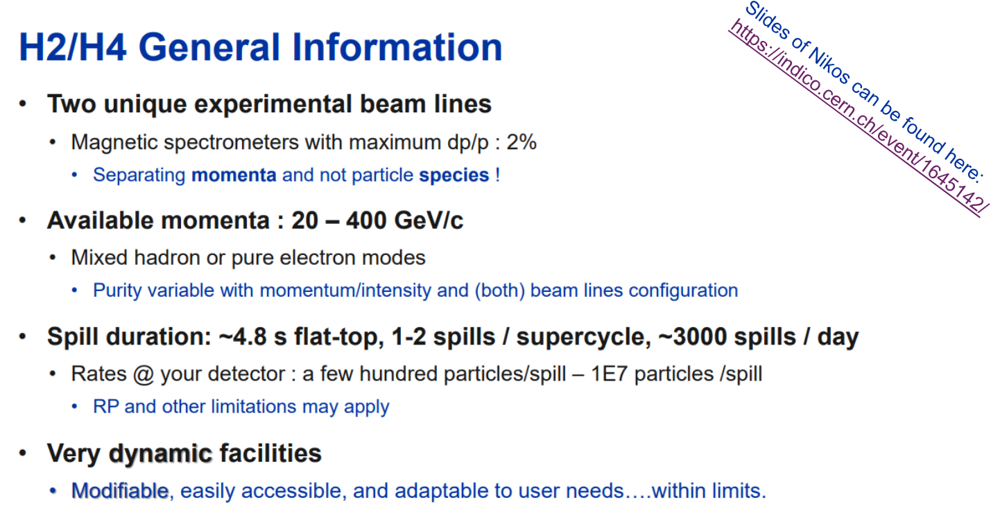 H2/H4 General Information
Slides of Nikos can be found here:
https://indico.cern.ch/event/1645142/
• Two unique experimental beam lines
• Magnetic spectrometers with maximum dp/p : 2%
• Separating momenta and not particle species !
• Available momenta : 20 – 400 GeV/c
• Mixed hadron or pure electron modes
• Purity variable with momentum/intensity and (both) beam lines configuration
• Spill duration: ~4.8 s flat-top, 1-2 spills / supercycle, ~3000 spills / day
• Rates @ your detector : a few hundred particles/spill – 1E7 particles /spill
• RP and other limitations may apply
• Very dynamic facilities
• Modifiable, easily accessible, and adaptable to user needs….within limits.